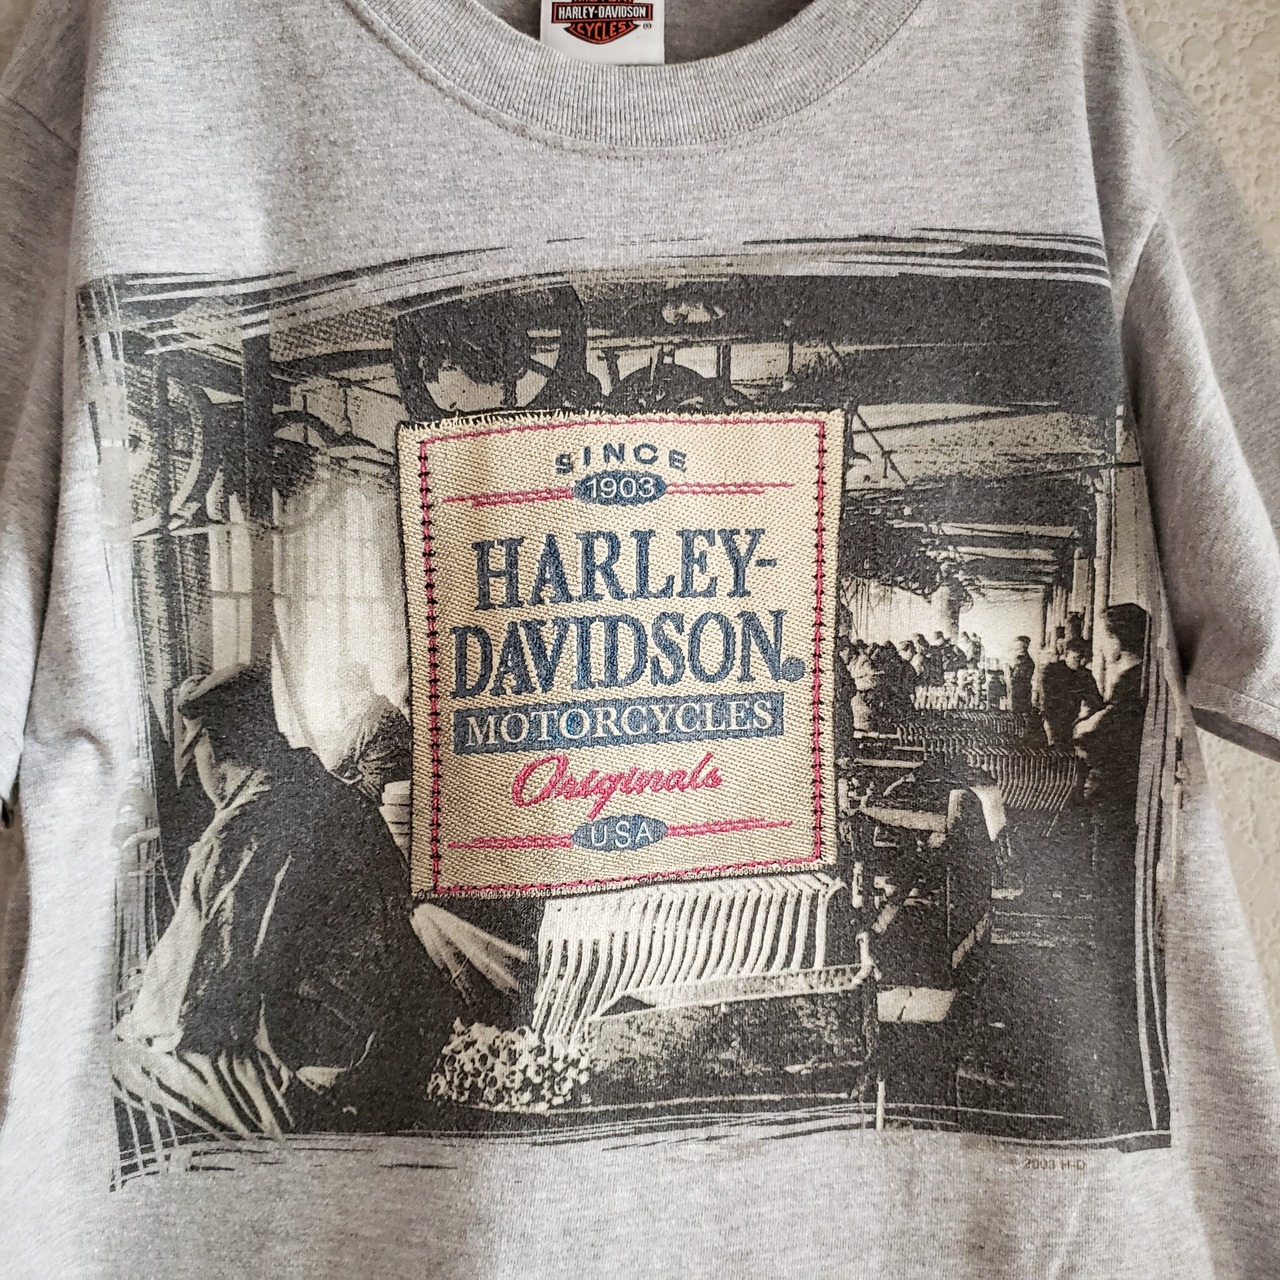 HARLEY-DAVIDSON
CYCLES ®
SINCE
1903
HARLEY-
DAVIDSON®
MOTORCYCLES
Originals
USA
© 2003 H-D